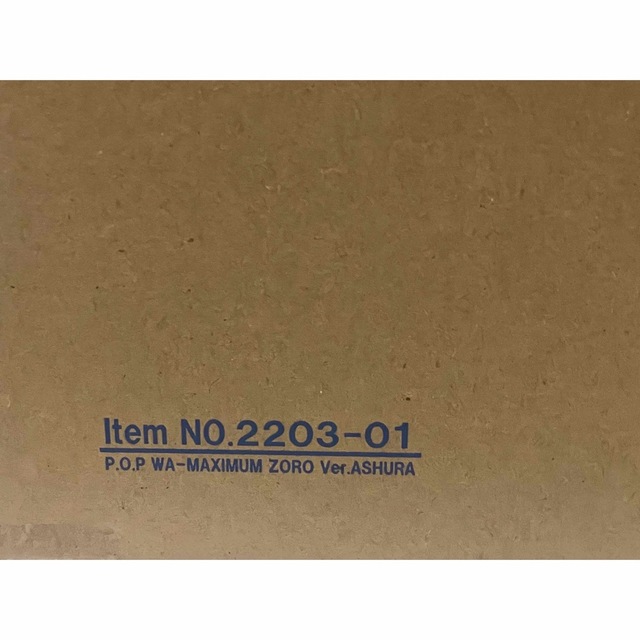 Item NO.2203-01
P.O.P WA-MAXIMUM ZORO Ver.ASHURA